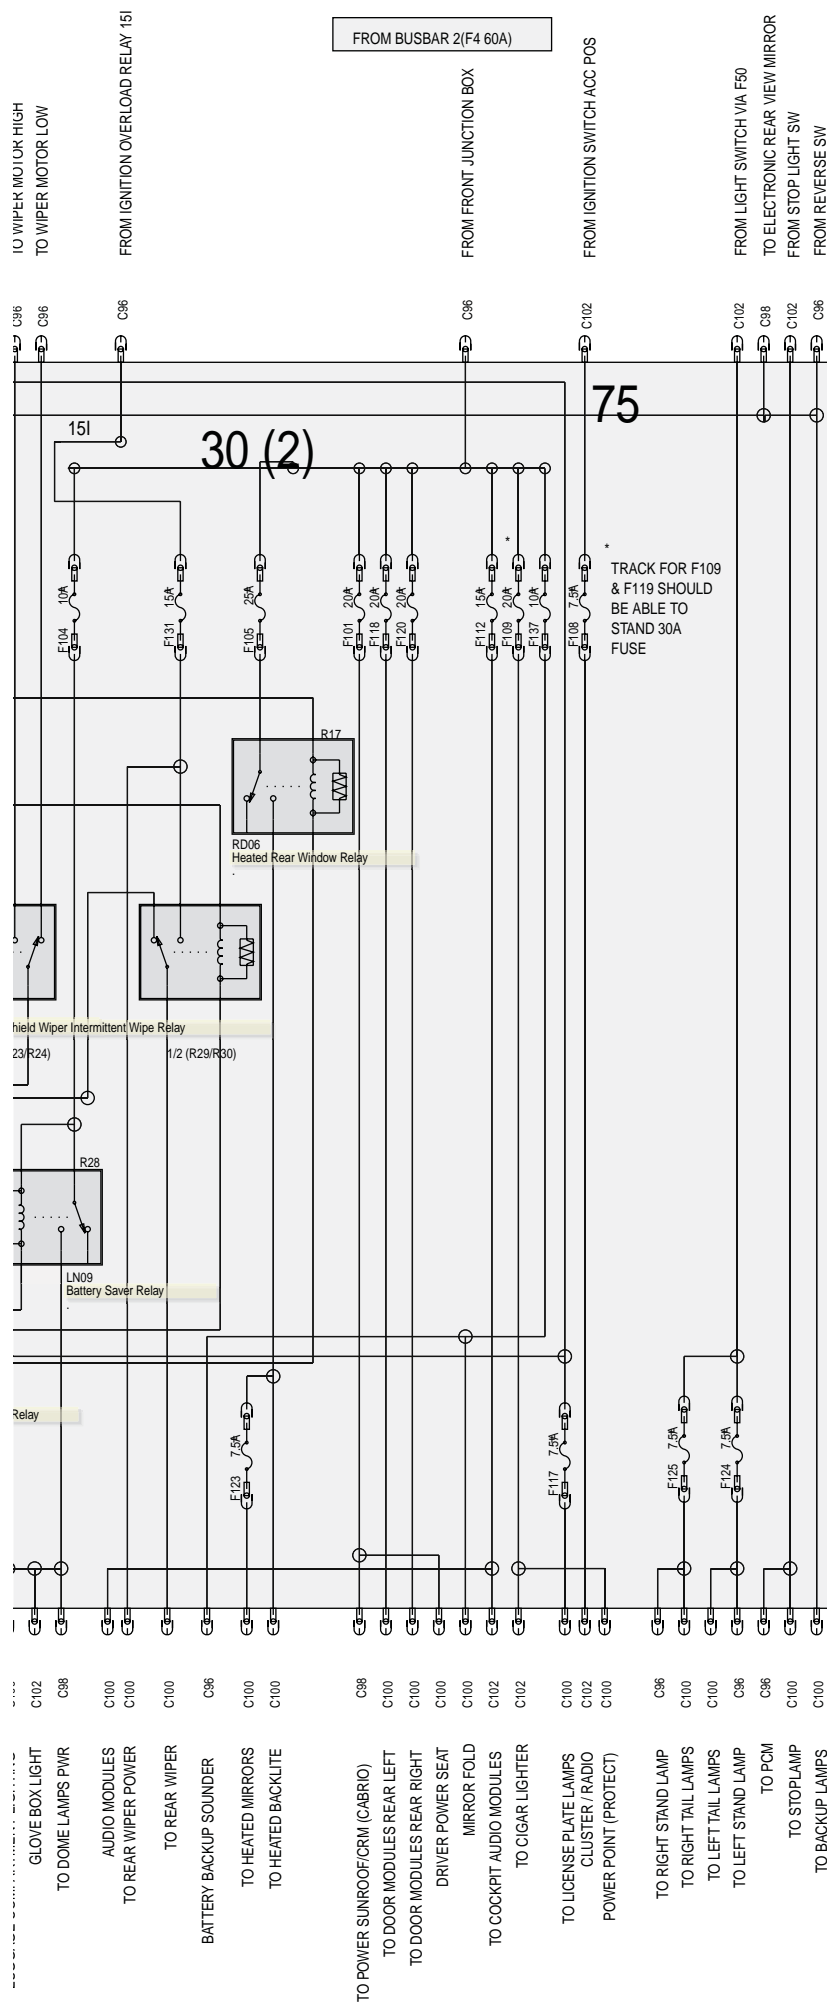 FROM BUSBAR 2(F4 60A)
TO WIPER MOTOR HIGH
TO WIPER MOTOR LOW
FROM IGNITION OVERLOAD RELAY 15I
FROM FRONT JUNCTION BOX
FROM IGNITION SWITCH ACC POS
FROM LIGHT SWITCH VIA F50
TO ELECTRONIC REAR VIEW MIRROR
FROM STOP LIGHT SW
FROM REVERSE SW
C96
C96
C96
C96
C102
C102
C98
C102
C96
15I
30 (2)
75
F104 10A
F131 15A
F105 25A
F101 20A
F118 20A
F120 20A
F112 15A
*
F109 20A
F137 10A
F108 7.5A
*
TRACK FOR F109
& F119 SHOULD
BE ABLE TO
STAND 30A
FUSE
R17
RD06
Heated Rear Window Relay
.
hield Wiper Intermittent Wipe Relay
23/R24)
1/2 (R29/R30)
R28
LN09
Battery Saver Relay
.
Relay
F123 7.5A
F117 7.5A
F125 7.5A
F124 7.5A
C102
C98
C100
C100
C100
C96
C100
C100
C98
C100
C100
C100
C100
C102
C102
C100
C102
C100
C96
C100
C100
C96
C96
C100
C100
GLOVE BOX LIGHT
TO DOME LAMPS PWR
AUDIO MODULES
TO REAR WIPER POWER
TO REAR WIPER
BATTERY BACKUP SOUNDER
TO HEATED MIRRORS
TO HEATED BACKLITE
TO POWER SUNROOF/CRM (CABRIO)
TO DOOR MODULES REAR LEFT
TO DOOR MODULES REAR RIGHT
DRIVER POWER SEAT
MIRROR FOLD
TO COCKPIT AUDIO MODULES
TO CIGAR LIGHTER
TO LICENSE PLATE LAMPS
CLUSTER / RADIO
POWER POINT (PROTECT)
TO RIGHT STAND LAMP
TO RIGHT TAIL LAMPS
TO LEFT TAIL LAMPS
TO LEFT STAND LAMP
TO PCM
TO STOPLAMP
TO BACKUP LAMPS